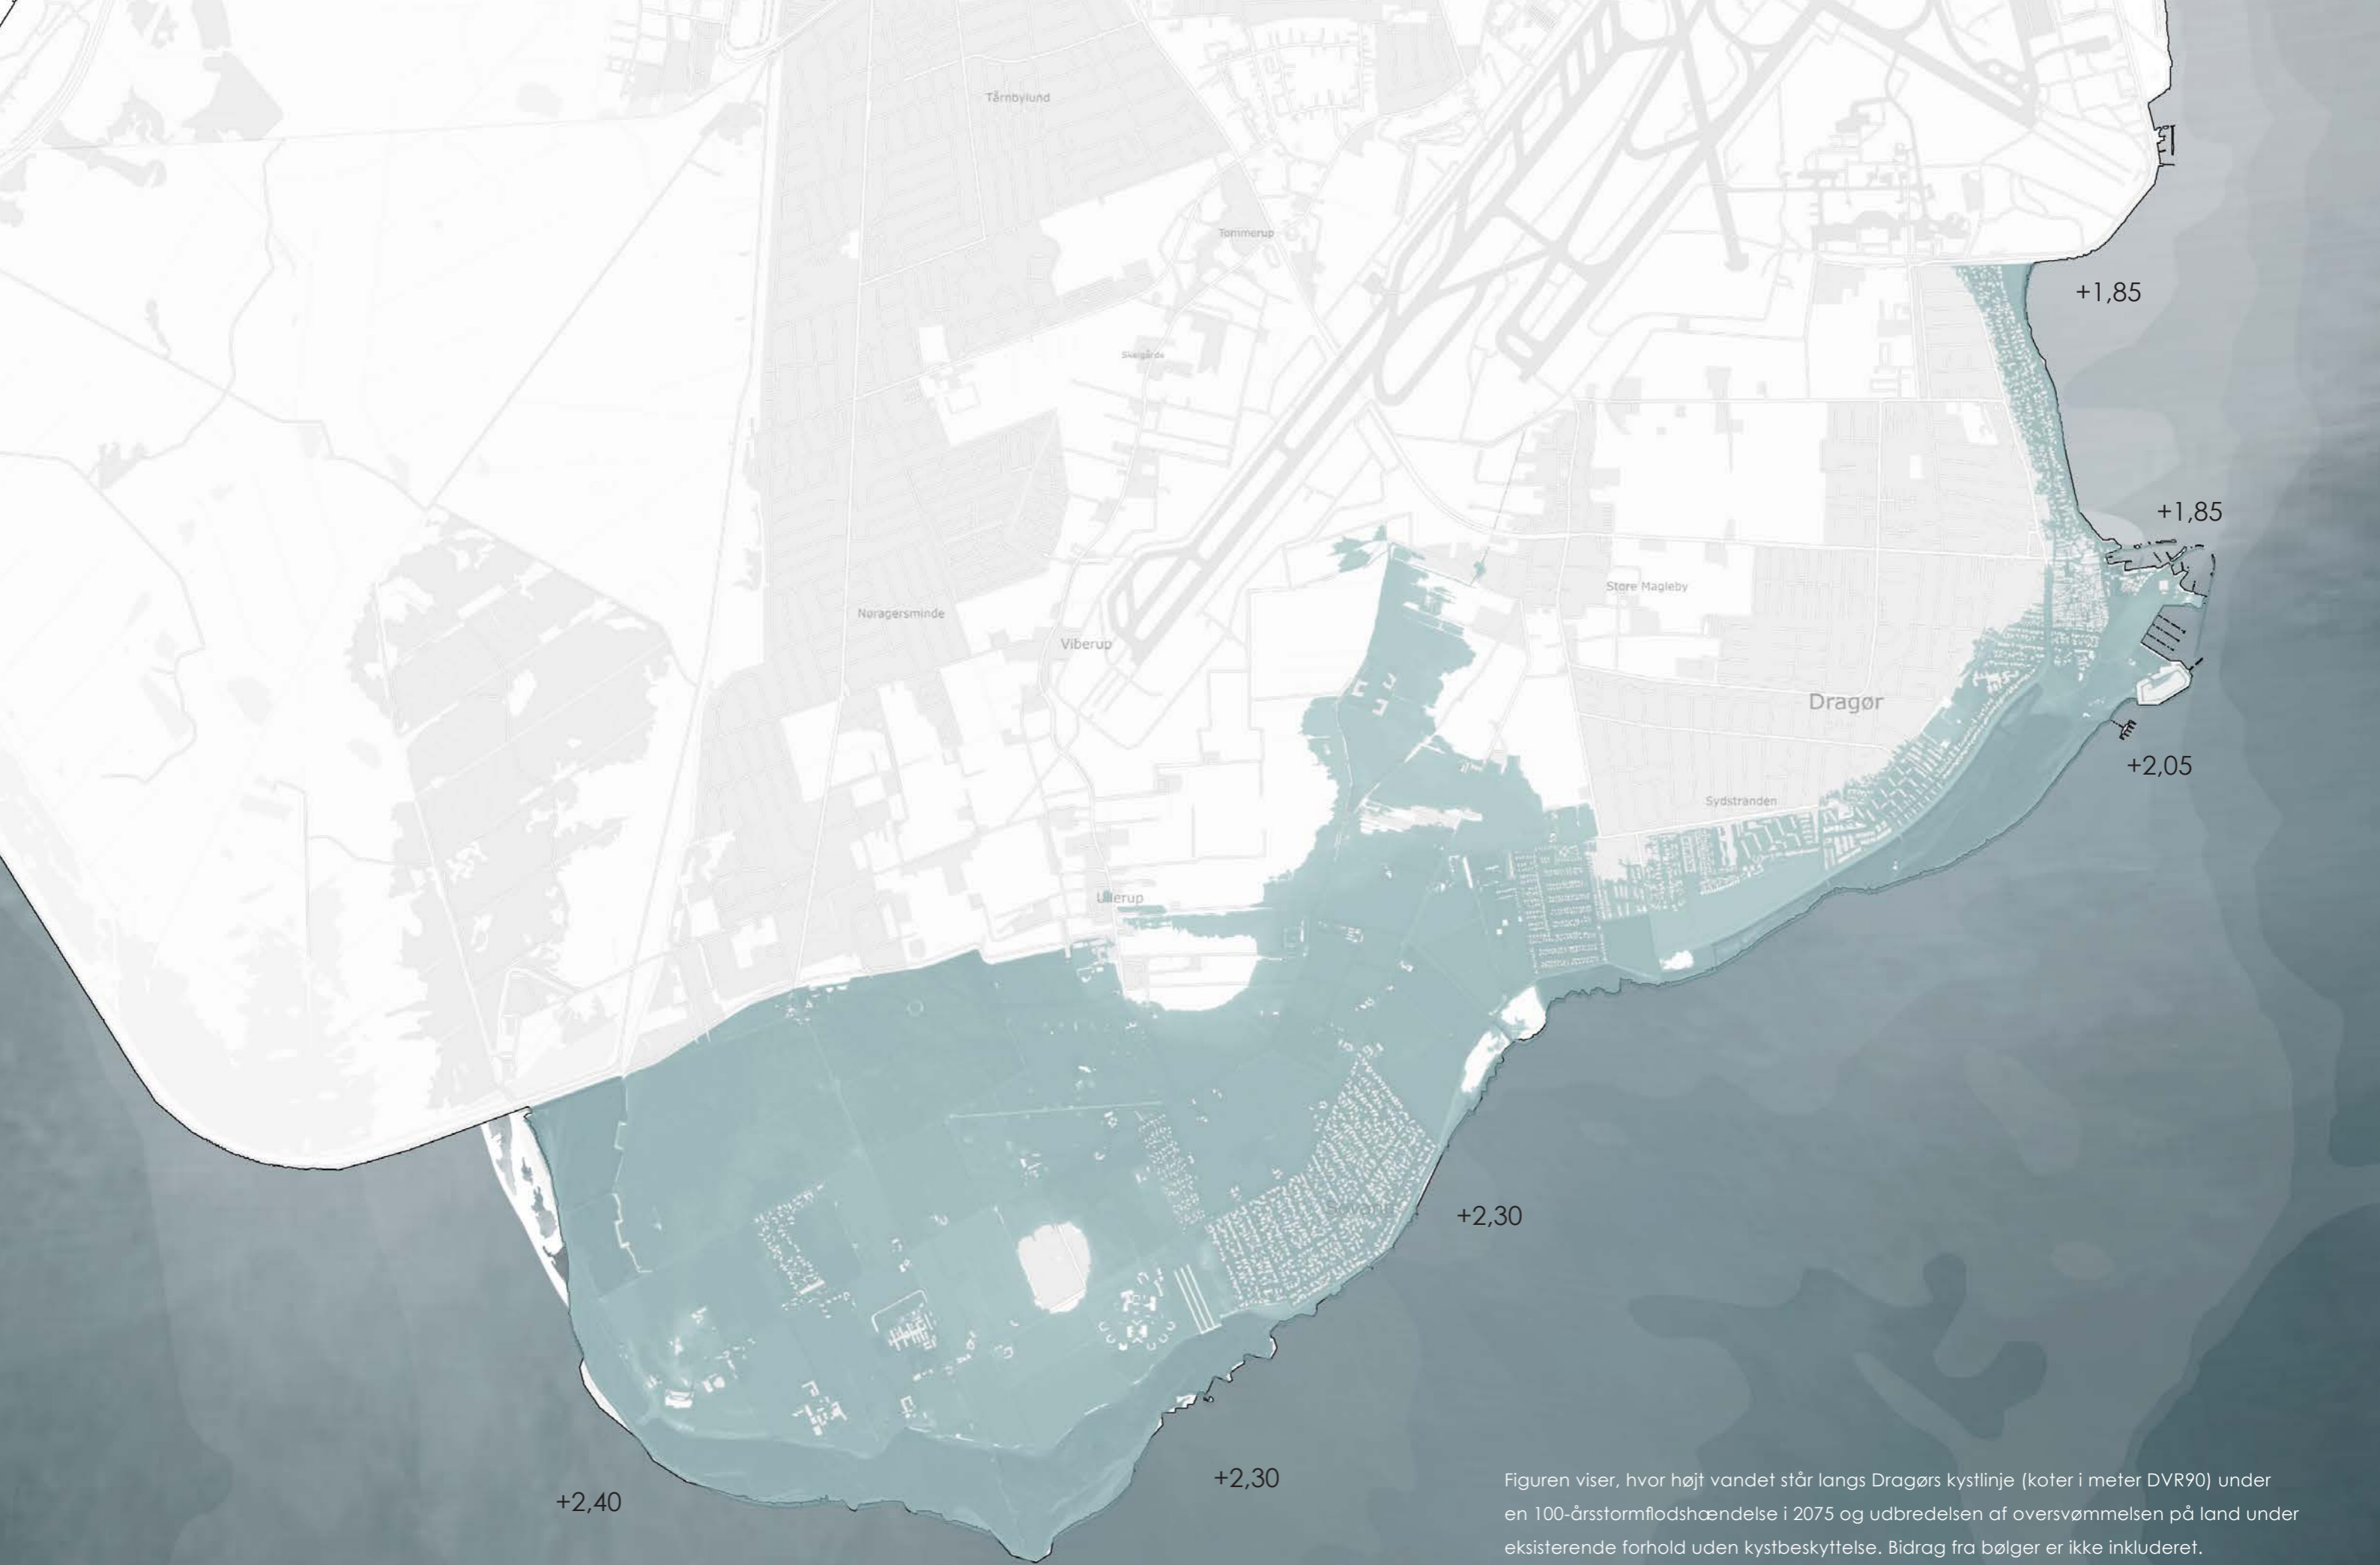 Tårnbylund
Tommerup
+1,85
Skelgårde
+1,85
Store Magleby
Nøragersminde
Viberup
Dragør
+2,05
Sydstranden
Ullerup
+2,30
+2,30
+2,40
Figuren viser, hvor højt vandet står langs Dragørs kystlinje (koter i meter DVR90) under
en 100-årsstormflodshændelse i 2075 og udbredelsen af oversvømmelsen på land under
eksisterende forhold uden kystbeskyttelse. Bidrag fra bølger er ikke inkluderet.